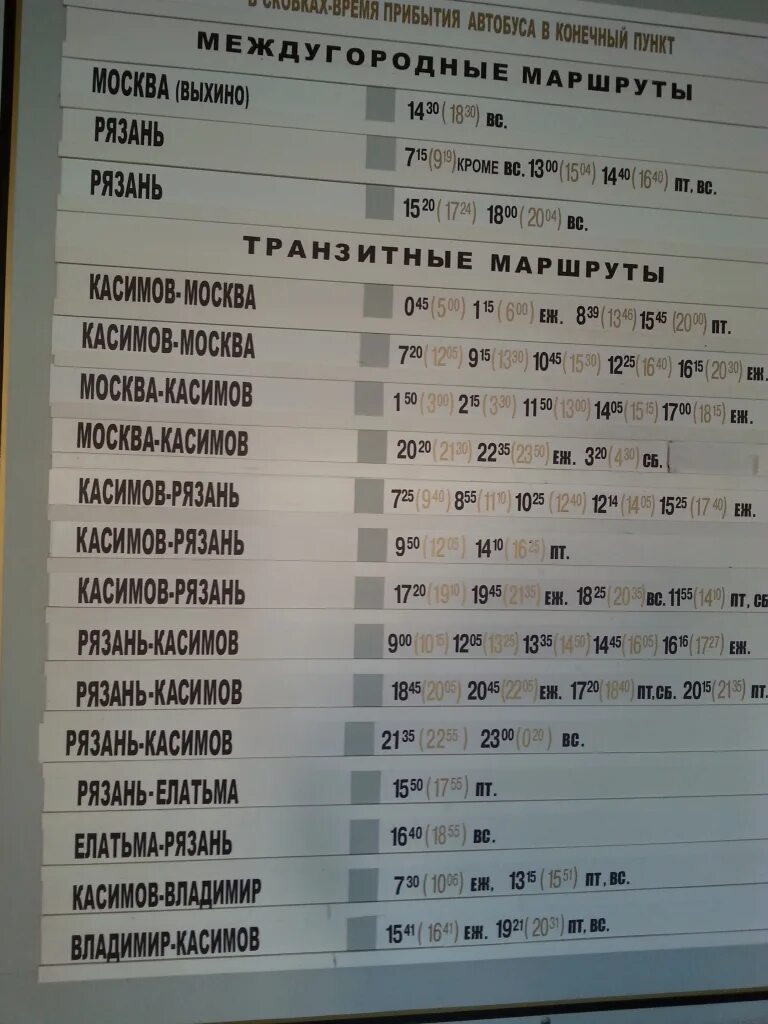 В СКОБКАХ-ВРЕМЯ ПРИБЫТИЯ АВТОБУСА В КОНЕЧНЫЙ ПУНКТ
МЕЖДУГОРОДНЫЕ МАРШРУТЫ
МОСКВА (ВЫХИНО) 14³⁰(18³⁰) ВС.
РЯЗАНЬ 7¹⁵(9¹⁹) КРОМЕ ВС. 13⁰⁰(15⁰⁴) 14⁴⁰(16⁴⁰) ПТ, ВС.
РЯЗАНЬ 15²⁰(17²⁴) 18⁰⁰(20⁰⁴) ВС.
ТРАНЗИТНЫЕ МАРШРУТЫ
КАСИМОВ-МОСКВА 0⁴⁵(5⁰⁰) 1¹⁵(6⁰⁰) ЕЖ. 8³⁹(13⁴⁶) 15⁴⁵(20⁰⁰) ПТ.
КАСИМОВ-МОСКВА 7²⁰(12⁰⁵) 9¹⁵(13³⁰) 10⁴⁵(15³⁰) 12²⁵(16⁴⁰) 16¹⁵(20³⁰) ЕЖ.
МОСКВА-КАСИМОВ 1⁵⁰(3⁰⁰) 2¹⁵(3³⁰) 11⁵⁰(13⁰⁰) 14⁰⁵(15¹⁵) 17⁰⁰(18¹⁵) ЕЖ.
МОСКВА-КАСИМОВ 20²⁰(21³⁰) 22³⁵(23⁵⁰) ЕЖ. 3²⁰(4³⁰) СБ.
КАСИМОВ-РЯЗАНЬ 7²⁵(9⁴⁰) 8⁵⁵(11¹⁰) 10²⁵(12⁴⁰) 12¹⁴(14⁰⁵) 15²⁵(17⁴⁰) ЕЖ.
КАСИМОВ-РЯЗАНЬ 9⁵⁰(12⁰⁵) 14¹⁰(16²⁵) ПТ.
КАСИМОВ-РЯЗАНЬ 17²⁰(19¹⁰) 19⁴⁵(21³⁵) ЕЖ. 18²⁵(20³⁵) ВС. 11⁵⁵(14¹⁰) ПТ, СБ
РЯЗАНЬ-КАСИМОВ 9⁰⁰(10¹⁵) 12⁰⁵(13²⁵) 13³⁵(14⁵⁰) 14⁴⁵(16⁰⁵) 16¹⁶(17²⁷) ЕЖ.
РЯЗАНЬ-КАСИМОВ 18⁴⁵(20⁰⁵) 20⁴⁵(22⁰⁵) ЕЖ. 17²⁰(18⁴⁰) ПТ,СБ. 20¹⁵(21³⁵) ПТ.
РЯЗАНЬ-КАСИМОВ 21³⁵(22⁵⁵) 23⁰⁰(0²⁰) ВС.
РЯЗАНЬ-ЕЛАТЬМА 15⁵⁰(17⁵⁵) ПТ.
ЕЛАТЬМА-РЯЗАНЬ 16⁴⁰(18⁵⁵) ВС.
КАСИМОВ-ВЛАДИМИР 7³⁰(10⁰⁶) ЕЖ, 13¹⁵(15⁵¹) ПТ, ВС.
ВЛАДИМИР-КАСИМОВ 15⁴¹(16⁴¹) ЕЖ. 19²¹(20³¹) ПТ, ВС.